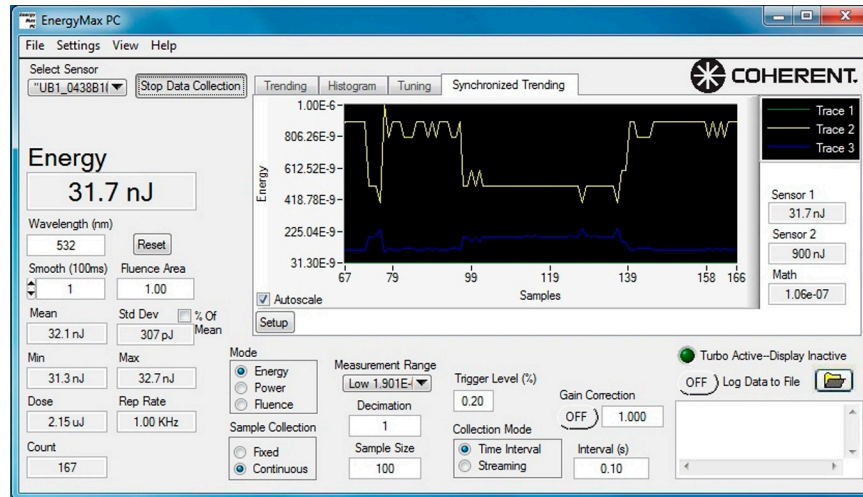 Energy Max PC EnergyMax PC
File Settings View Help
Select Sensor
"UB1_0438B1( Stop Data Collection
Trending Histogram Tuning Synchronized Trending
COHERENT.
Energy
31.7 nJ
Wavelength (nm)
532 Reset
Smooth (100ms) Fluence Area
1 1.00
Mean Std Dev % Of Mean
32.1 nJ 307 pJ
Min Max
31.3 nJ 32.7 nJ
Dose Rep Rate
2.15 uJ 1.00 KHz
Count
167
Energy
1.00E-6
806.26E-9
612.52E-9
418.78E-9
225.04E-9
31.30E-9
67 79 99 119 139 158 166
Samples
Autoscale
Setup
Trace 1
Trace 2
Trace 3
Sensor 1
31.7 nJ
Sensor 2
900 nJ
Math
1.06e-07
Mode
Energy
Power
Fluence
Sample Collection
Fixed
Continuous
Measurement Range
Low 1.901E-
Decimation
1
Sample Size
100
Trigger Level (%)
0.20
Collection Mode
Time Interval
Streaming
Gain Correction
OFF 1.000
Interval (s)
0.10
Turbo Active--Display Inactive
OFF Log Data to File